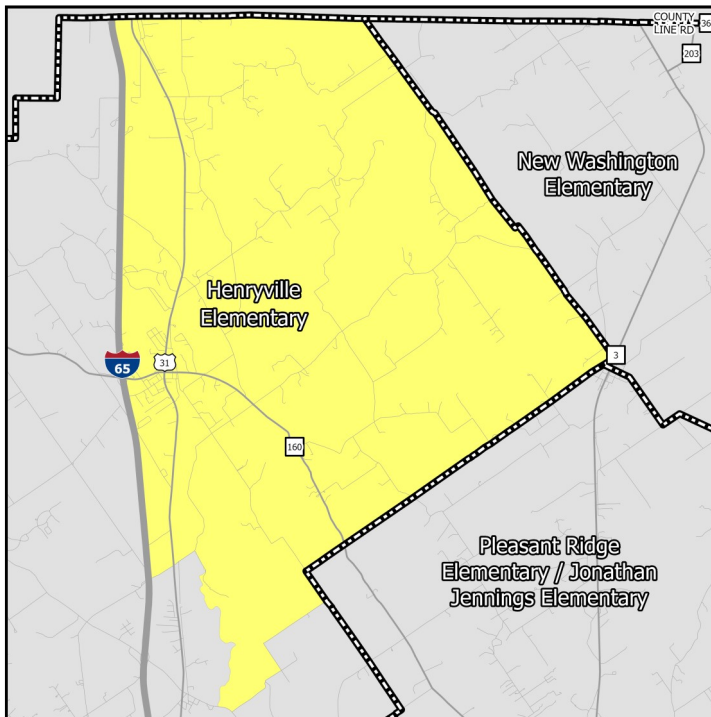 COUNTY
LINE RD
36
203
New Washington
Elementary
Henryville
Elementary
65
31
3
160
Pleasant Ridge
Elementary / Jonathan
Jennings Elementary